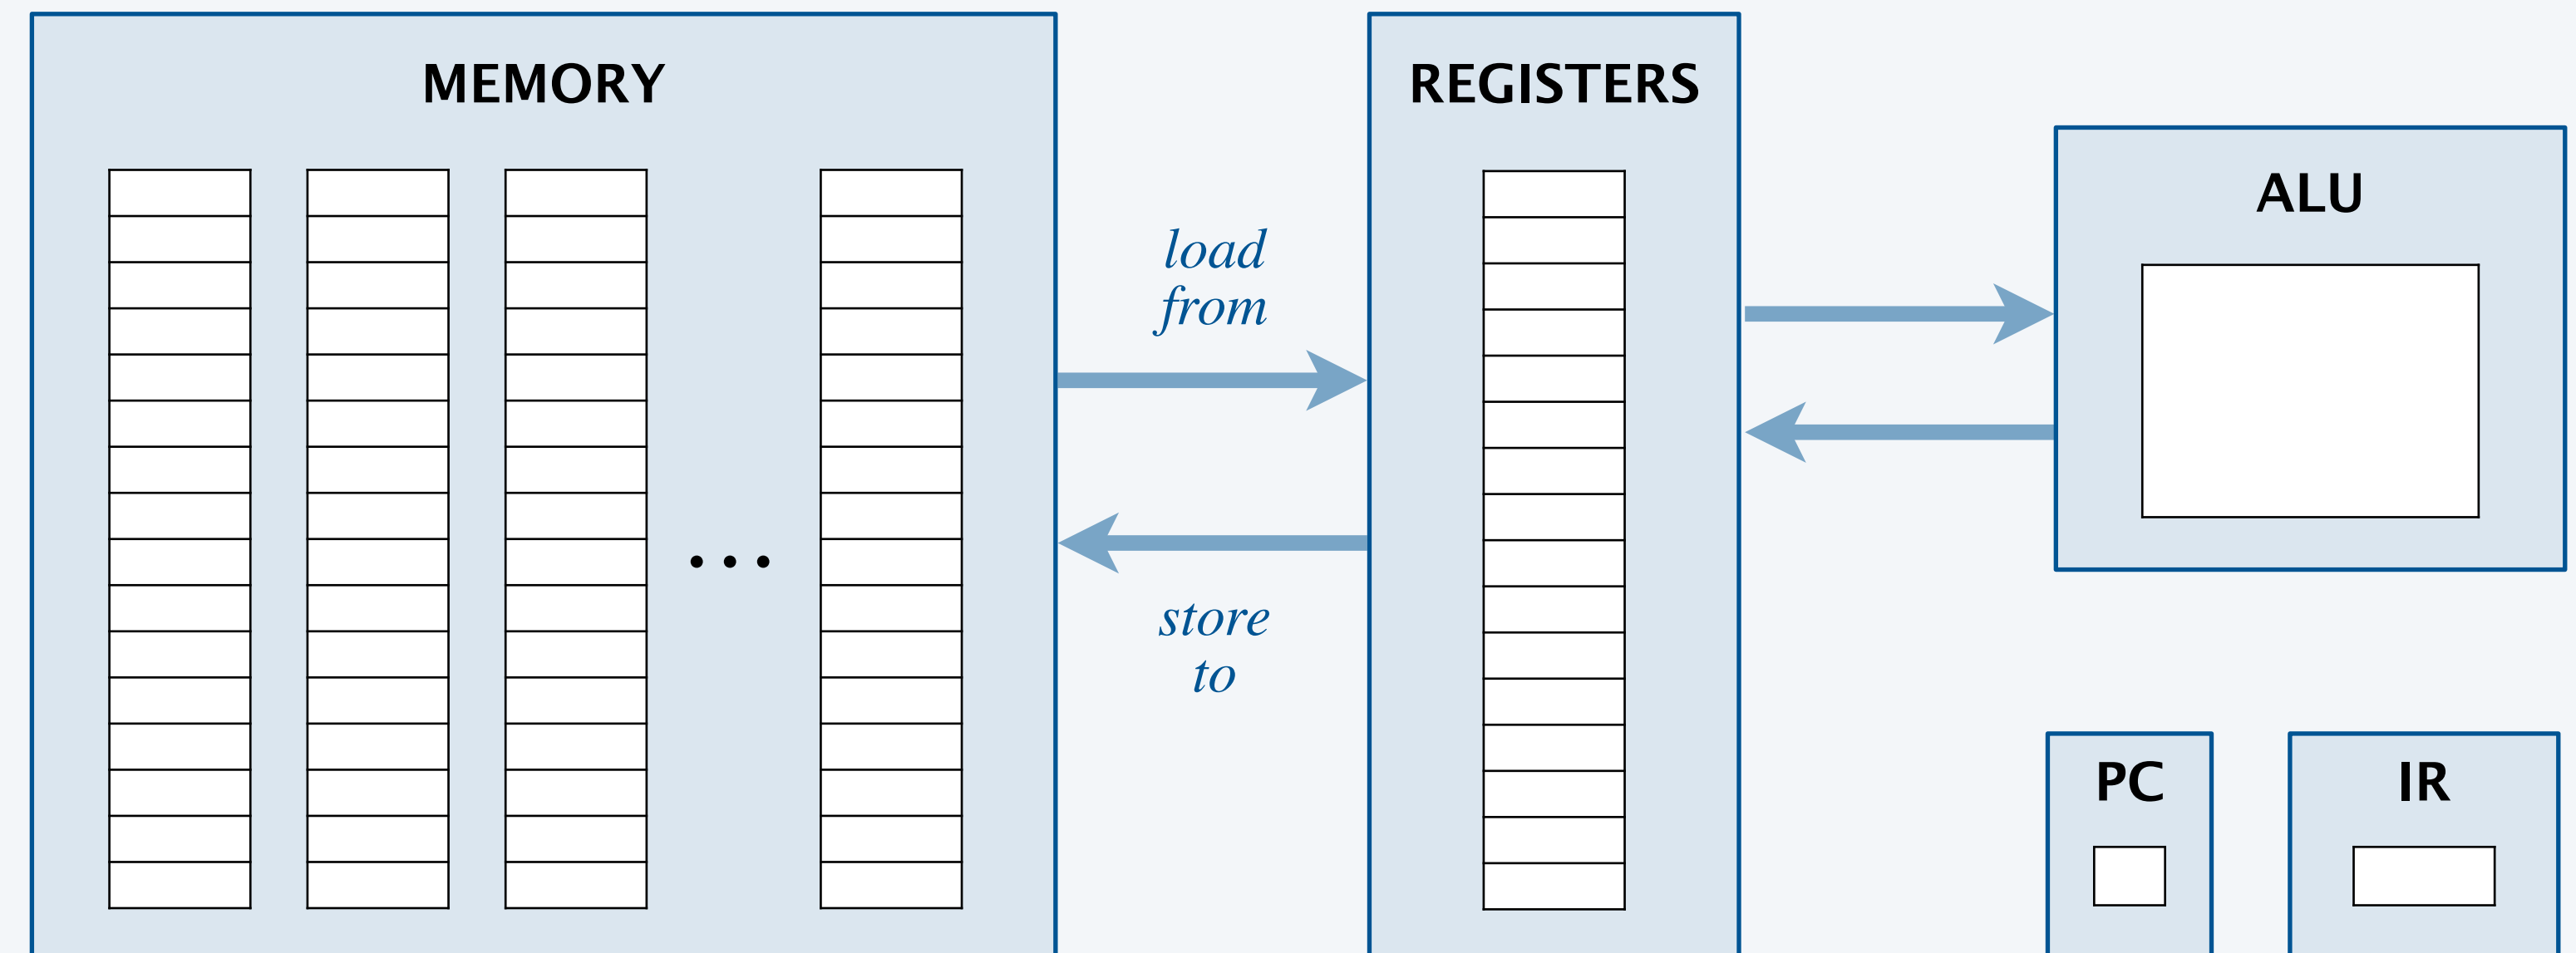 MEMORY
REGISTERS
ALU
load
from
...
store
to
PC
IR